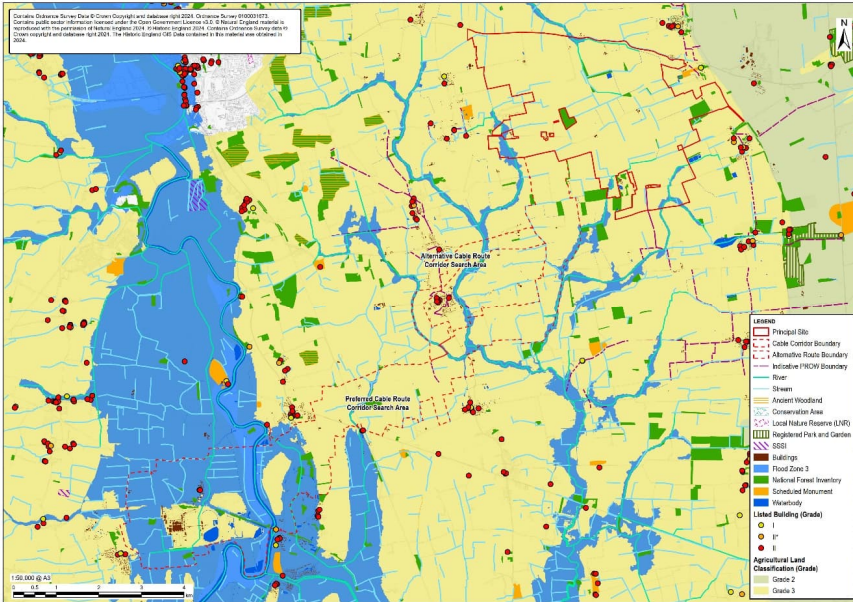 Contains Ordnance Survey Data © Crown Copyright and database right 2024. Ordnance Survey 0100031673.
Contains public sector information licensed under the Open Government Licence v3.0. © Natural England material is
reproduced with the permission of Natural England 2024. © Historic England 2024. Contains Ordnance Survey data ©
Crown copyright and database right 2024. The Historic England GIS Data contained in this material was obtained in
2024.
N
Alternative Cable Route
Corridor Search Area
Preferred Cable Route
Corridor Search Area
LEGEND
Principal Site
Cable Corridor Boundary
Alternative Route Boundary
Indicative PROW Boundary
River
Stream
Ancient Woodland
Conservation Area
Local Nature Reserve (LNR)
Registered Park and Garden
SSSI
Buildings
Flood Zone 3
National Forest Inventory
Scheduled Monument
Waterbody
Listed Building (Grade)
I
II*
II
Agricultural Land
Classification (Grade)
Grade 2
Grade 3
1:50,000 @ A3
0 0.5 1 2 3 4
km